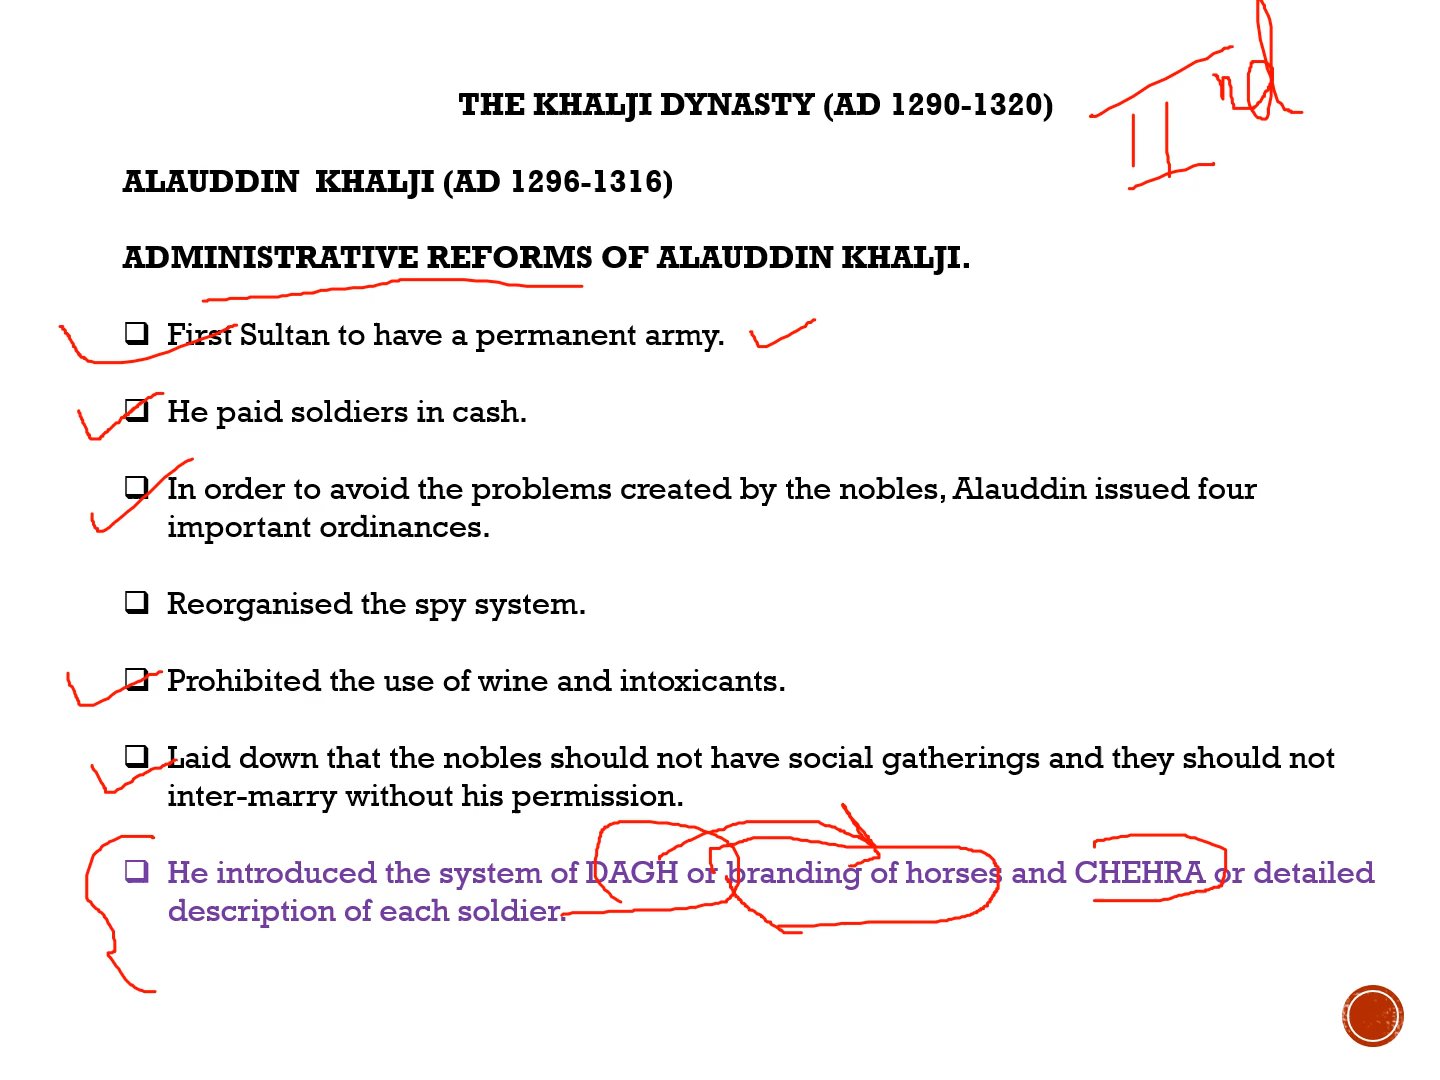 THE KHALJI DYNASTY (AD 1290-1320)
IInd
ALAUDDIN KHALJI (AD 1296-1316)
ADMINISTRATIVE REFORMS OF ALAUDDIN KHALJI.
First Sultan to have a permanent army.
He paid soldiers in cash.
In order to avoid the problems created by the nobles, Alauddin issued four
important ordinances.
Reorganised the spy system.
Prohibited the use of wine and intoxicants.
Laid down that the nobles should not have social gatherings and they should not
inter-marry without his permission.
He introduced the system of DAGH or branding of horses and CHEHRA or detailed
description of each soldier.